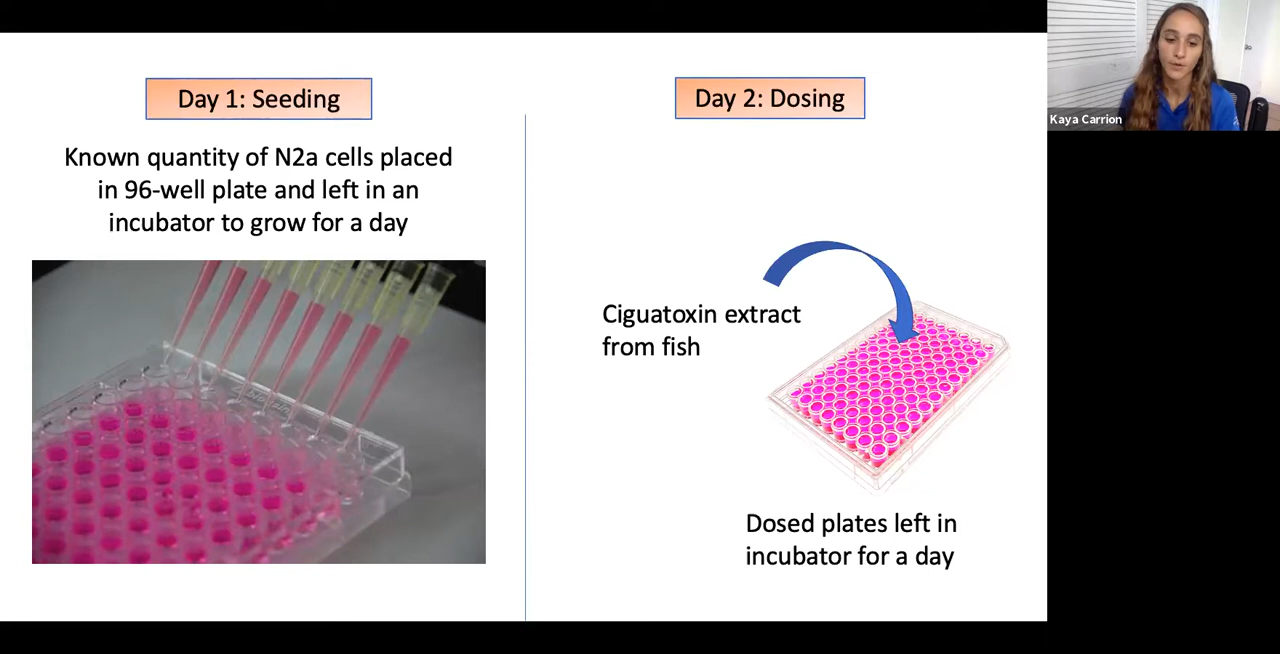 Day 1: Seeding
Known quantity of N2a cells placed
in 96-well plate and left in an
incubator to grow for a day
Day 2: Dosing
Ciguatoxin extract
from fish
Dosed plates left in
incubator for a day
Kaya Carrion